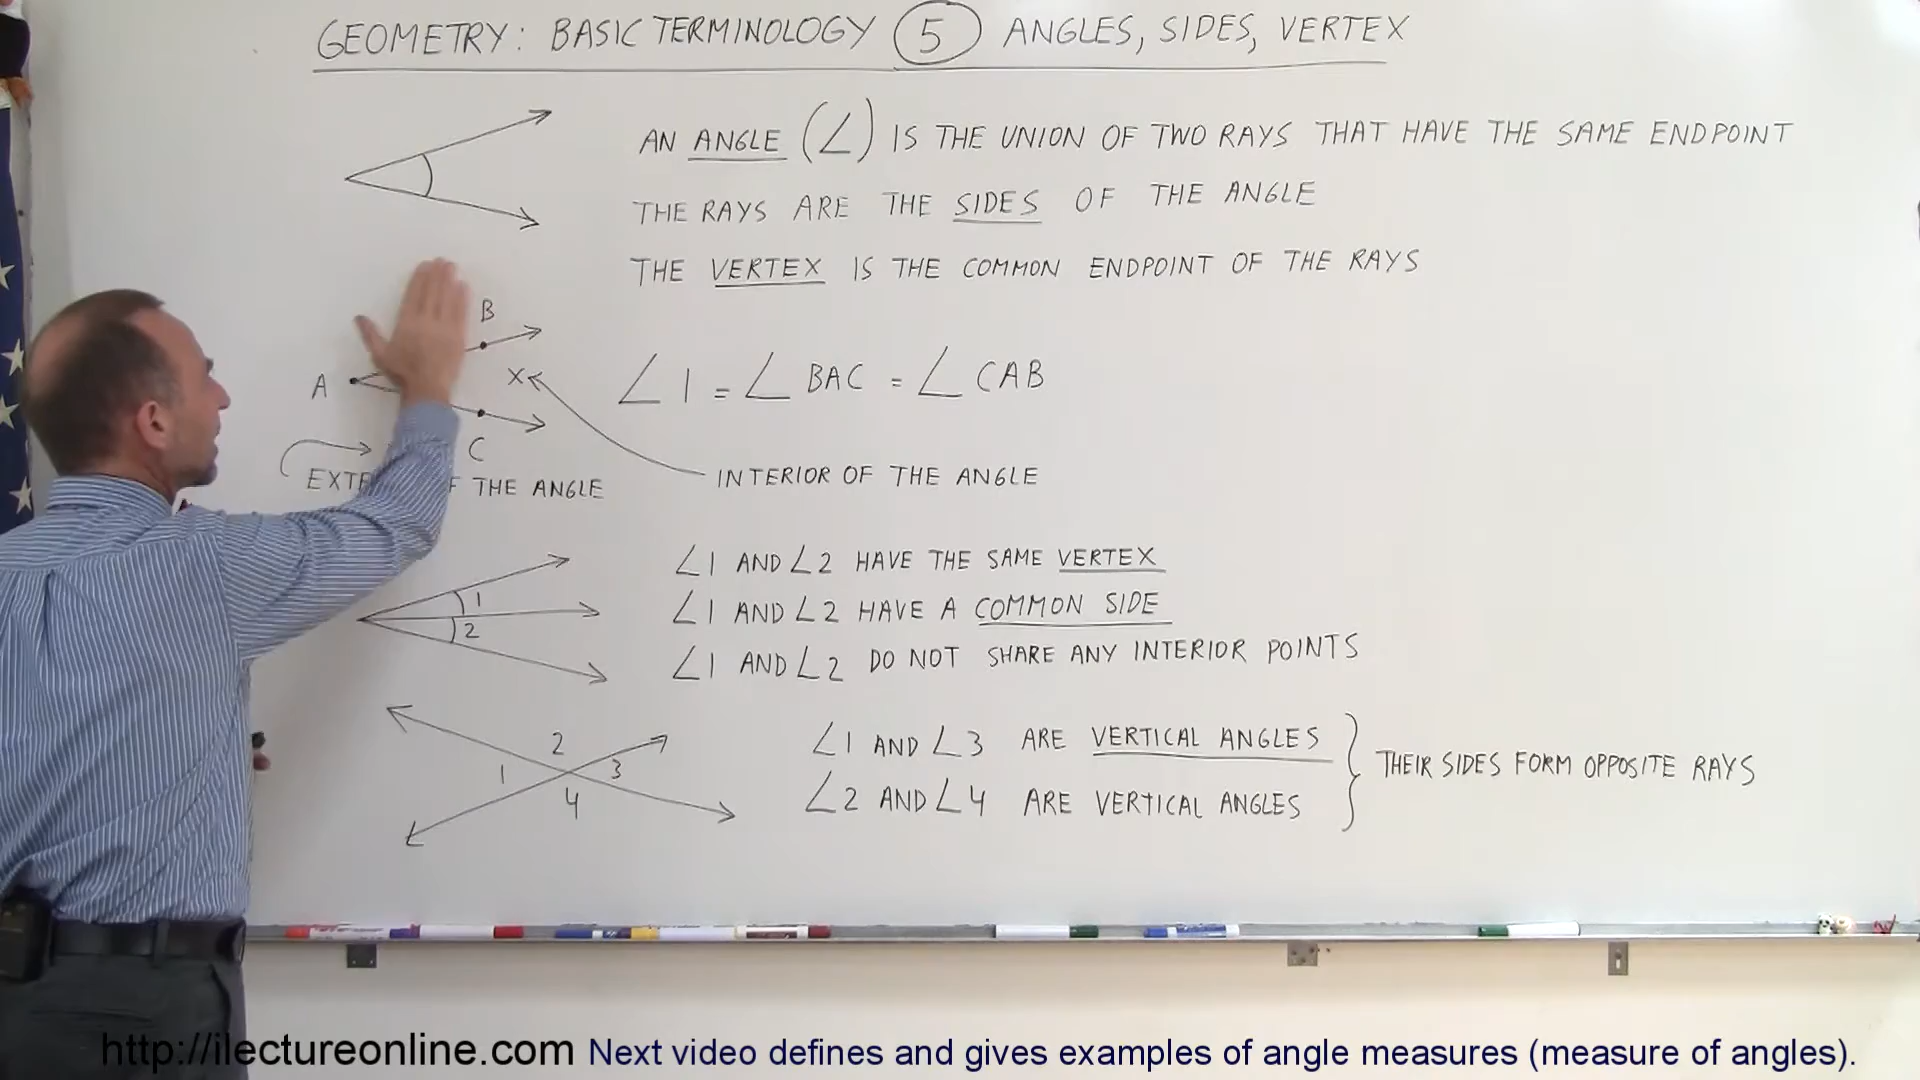 GEOMETRY: BASIC TERMINOLOGY 5 ANGLES, SIDES, VERTEX
AN ANGLE (∠) IS THE UNION OF TWO RAYS THAT HAVE THE SAME ENDPOINT
THE RAYS ARE THE SIDES OF THE ANGLE
THE VERTEX IS THE COMMON ENDPOINT OF THE RAYS
B
A
X
∠1 = ∠BAC = ∠CAB
C
INTERIOR OF THE ANGLE
THE ANGLE
∠1 AND ∠2 HAVE THE SAME VERTEX
1
∠1 AND ∠2 HAVE A COMMON SIDE
2
∠1 AND ∠2 DO NOT SHARE ANY INTERIOR POINTS
2
1 3
4
∠1 AND ∠3 ARE VERTICAL ANGLES
∠2 AND ∠4 ARE VERTICAL ANGLES
THEIR SIDES FORM OPPOSITE RAYS
http://ilectureonline.com Next video defines and gives examples of angle measures (measure of angles).